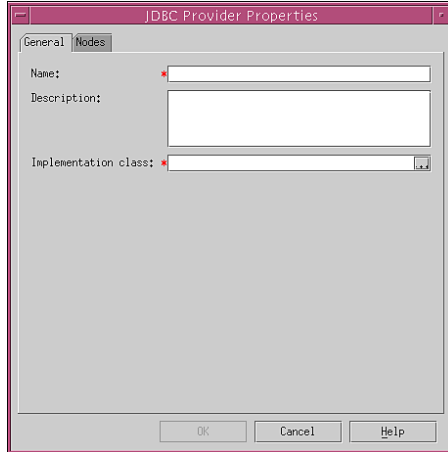 JDBC Provider Properties
General Nodes
Name: *
Description:
Implementation class: * ...
OK Cancel Help